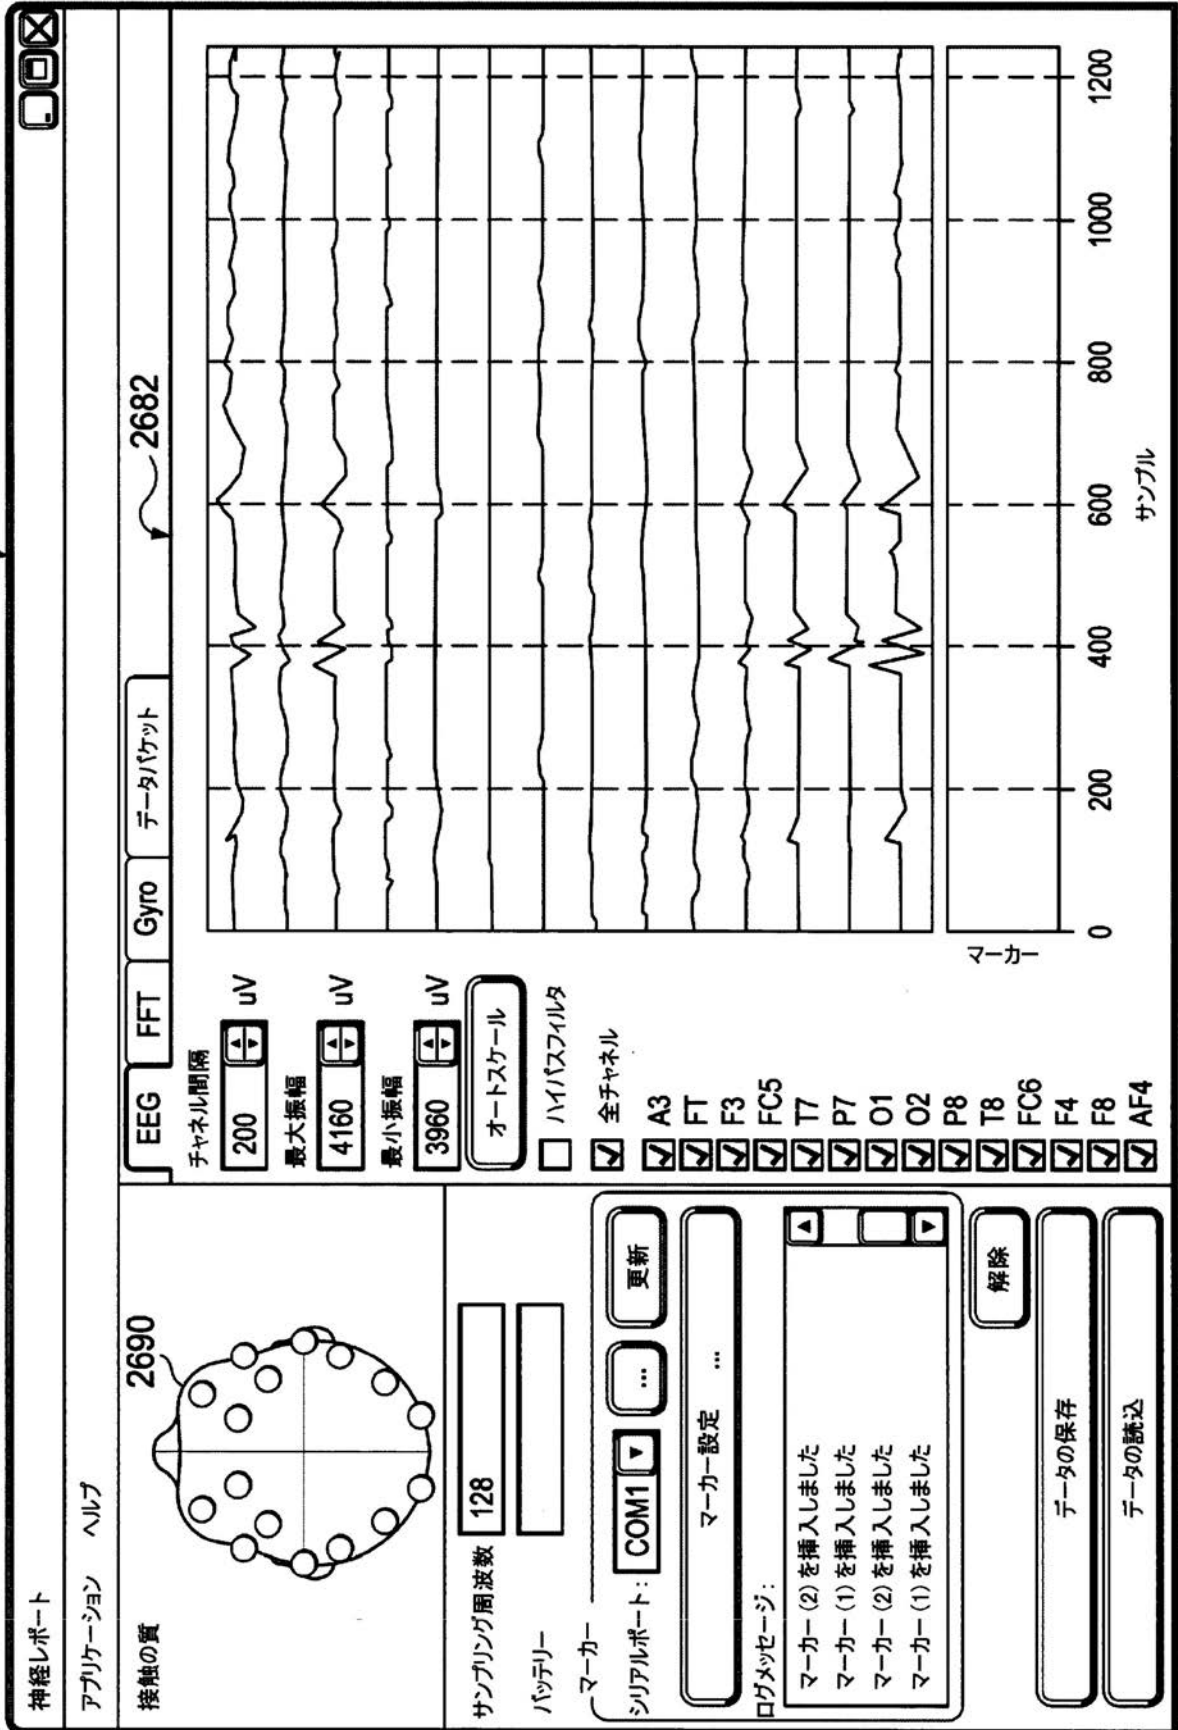 神経レポート
アプリケーション ヘルプ
接触の質
2690
サンプリング周波数 128
バッテリー
マーカー
シリアルポート: COM1 ▼ ... 更新
マーカー設定 ...
ログメッセージ:
マーカー (2) を挿入しました
マーカー (1) を挿入しました
マーカー (2) を挿入しました
マーカー (1) を挿入しました
解除
データの保存
データの読込
EEG FFT Gyro データパケット
2682
チャネル間隔
200 uV
最大振幅
4160 uV
最小振幅
3960 uV
オートスケール
ハイパスフィルタ
全チャネル
A3
FT
F3
FC5
T7
P7
O1
O2
P8
T8
FC6
F4
F8
AF4
マーカー
0 200 400 600 800 1000 1200
サンプル